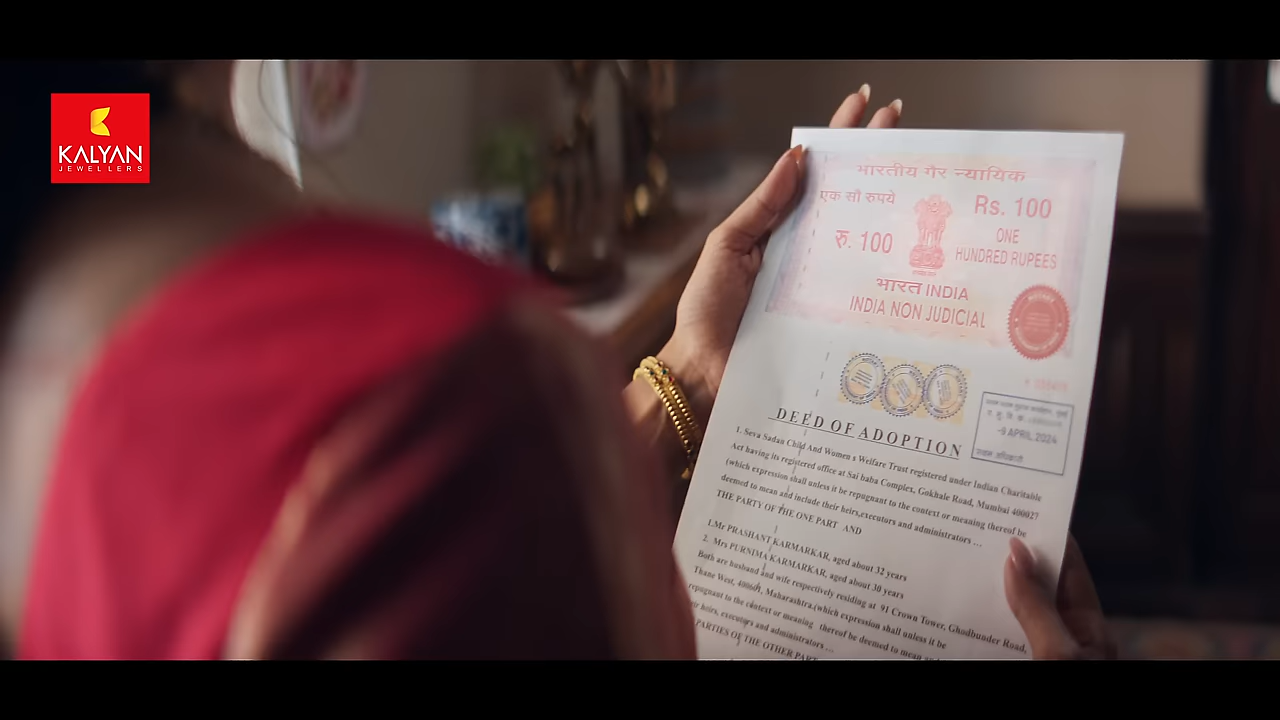 KALYAN
JEWELLERS
भारतीय गैर न्यायिक
एक सौ रुपये
Rs. 100
रु. 100
ONE
HUNDRED RUPEES
भारत INDIA
INDIA NON JUDICIAL
-9 APRIL 2024
DEED OF ADOPTION
1. Seva Sadan Child And Women s Welfare Trust registered under Indian Charitable
Act having its registered office at Sai baba Complex, Gokhale Road, Mumbai 400027
(which expression shall unless it be repugnant to the context or meaning thereof be
deemed to mean and include their heirs,executors and administrators ...
THE PARTY OF THE ONE PART AND
1.Mr PRASHANT KARMARKAR, aged about 32 years
2. Mrs PURNIMA KARMARKAR, aged about 30 years
Both are husband and wife respectively residing at 91 Crown Tower, Ghodbunder Road,
Thane West, 400601, Maharashtra.(which expression shall unless it be
repugnant to the context or meaning thereof be deemed to mean and
heirs, executors and administrators ...
PARTIES OF THE OTHER PART